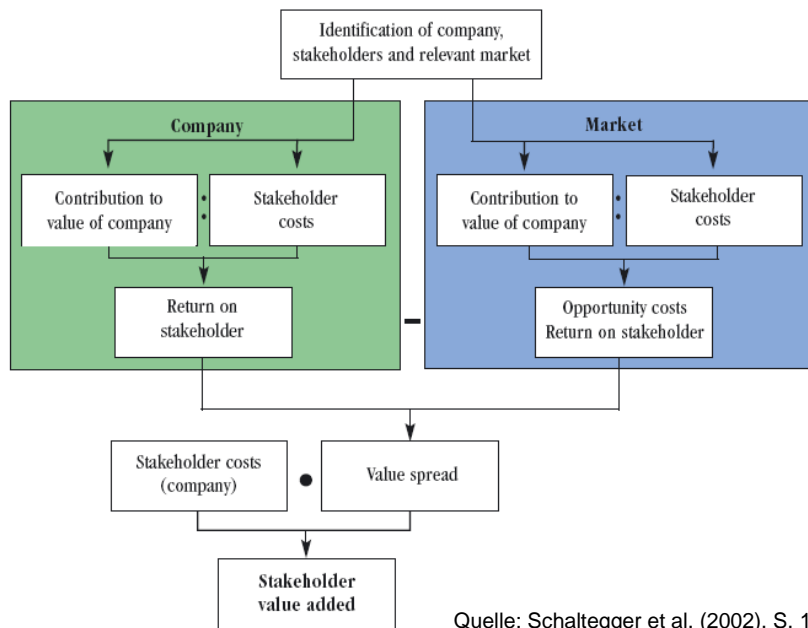 Identification of company,
stakeholders and relevant market
Company
Market
Contribution to
value of company
:
Stakeholder
costs
Contribution to
value of company
:
Stakeholder
costs
Return on
stakeholder
-
Opportunity costs
Return on stakeholder
Stakeholder costs
(company)
•
Value spread
Stakeholder
value added
Quelle: Schaltegger et al. (2002), S. 1